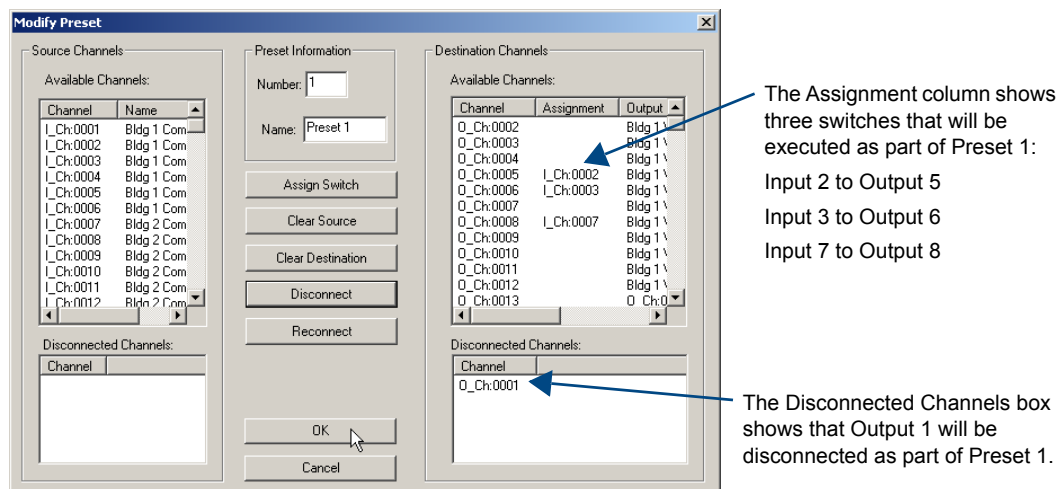 Modify Preset
Source Channels
Available Channels:
Channel Name
I_Ch:0001 Bldg 1 Com
I_Ch:0002 Bldg 1 Com
I_Ch:0003 Bldg 1 Com
I_Ch:0004 Bldg 1 Com
I_Ch:0005 Bldg 1 Com
I_Ch:0006 Bldg 1 Com
I_Ch:0007 Bldg 2 Com
I_Ch:0008 Bldg 2 Com
I_Ch:0009 Bldg 2 Com
I_Ch:0010 Bldg 2 Com
I_Ch:0011 Bldg 2 Com
I_Ch:0012 Bldg 2 Com
Disconnected Channels:
Channel
Preset Information
Number: 1
Name: Preset 1
Assign Switch
Clear Source
Clear Destination
Disconnect
Reconnect
OK
Cancel
Destination Channels
Available Channels:
Channel Assignment Output
O_Ch:0002 Bldg 1 V
O_Ch:0003 Bldg 1 V
O_Ch:0004 Bldg 1 V
O_Ch:0005 I_Ch:0002 Bldg 1 V
O_Ch:0006 I_Ch:0003 Bldg 1 V
O_Ch:0007 Bldg 1 V
O_Ch:0008 I_Ch:0007 Bldg 1 V
O_Ch:0009 Bldg 1 V
O_Ch:0010 Bldg 1 V
O_Ch:0011 Bldg 1 V
O_Ch:0012 Bldg 1 V
O_Ch:0013 O_Ch:0
Disconnected Channels:
Channel
O_Ch:0001
The Assignment column shows
three switches that will be
executed as part of Preset 1:
Input 2 to Output 5
Input 3 to Output 6
Input 7 to Output 8
The Disconnected Channels box
shows that Output 1 will be
disconnected as part of Preset 1.